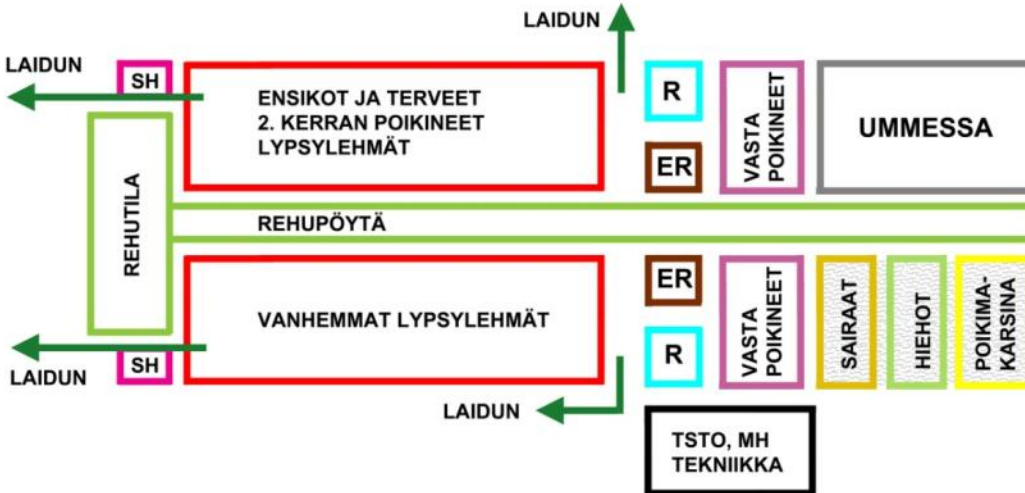 LAIDUN
LAIDUN
SH
ENSIKOT JA TERVEET
2. KERRAN POIKINEET
LYPSYLEHMÄT
R
ER
VASTA
POIKINEET
UMMESSA
REHUTILA
REHUPÖYTÄ
VANHEMMAT LYPSYLEHMÄT
ER
R
VASTA
POIKINEET
SAIRAAT
HIEHOT
POIKIMA-
KARSINA
SH
LAIDUN
LAIDUN
TSTO, MH
TEKNIIKKA